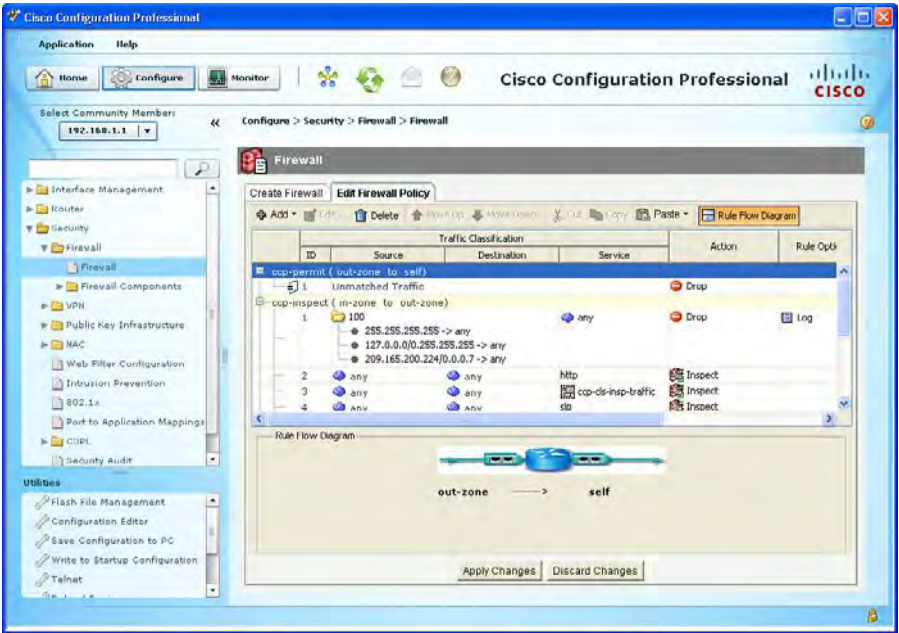 Cisco Configuration Professional
Application Help
Home Configure Monitor Cisco Configuration Professional CISCO
Select Community Member:
192.168.1.1
Configure > Security > Firewall > Firewall
Interface Management
Router
Security
Firewall
Firewall
Firewall Components
VPN
Public Key Infrastructure
NAC
Web Filter Configuration
Intrusion Prevention
802.1x
Port to Application Mappings
C3PL
Security Audit
Utilities
Flash File Management
Configuration Editor
Save Configuration to PC
Write to Startup Configuration
Telnet
Firewall
Create Firewall Edit Firewall Policy
Add Edit Delete Move Up Move Down Cut Copy Paste Rule Flow Diagram
Traffic Classification
ID Source Destination Service Action Rule Opti
ccp-permit ( out-zone to self)
1 Unmatched Traffic Drop
ccp-inspect ( in-zone to out-zone)
1 100 any Drop Log
255.255.255.255 -> any
127.0.0.0/0.255.255.255 -> any
209.165.200.224/0.0.0.7 -> any
2 any any http Inspect
3 any any ccp-cls-insp-traffic Inspect
4 any any Inspect
Rule Flow Diagram
out-zone -----> self
Apply Changes Discard Changes